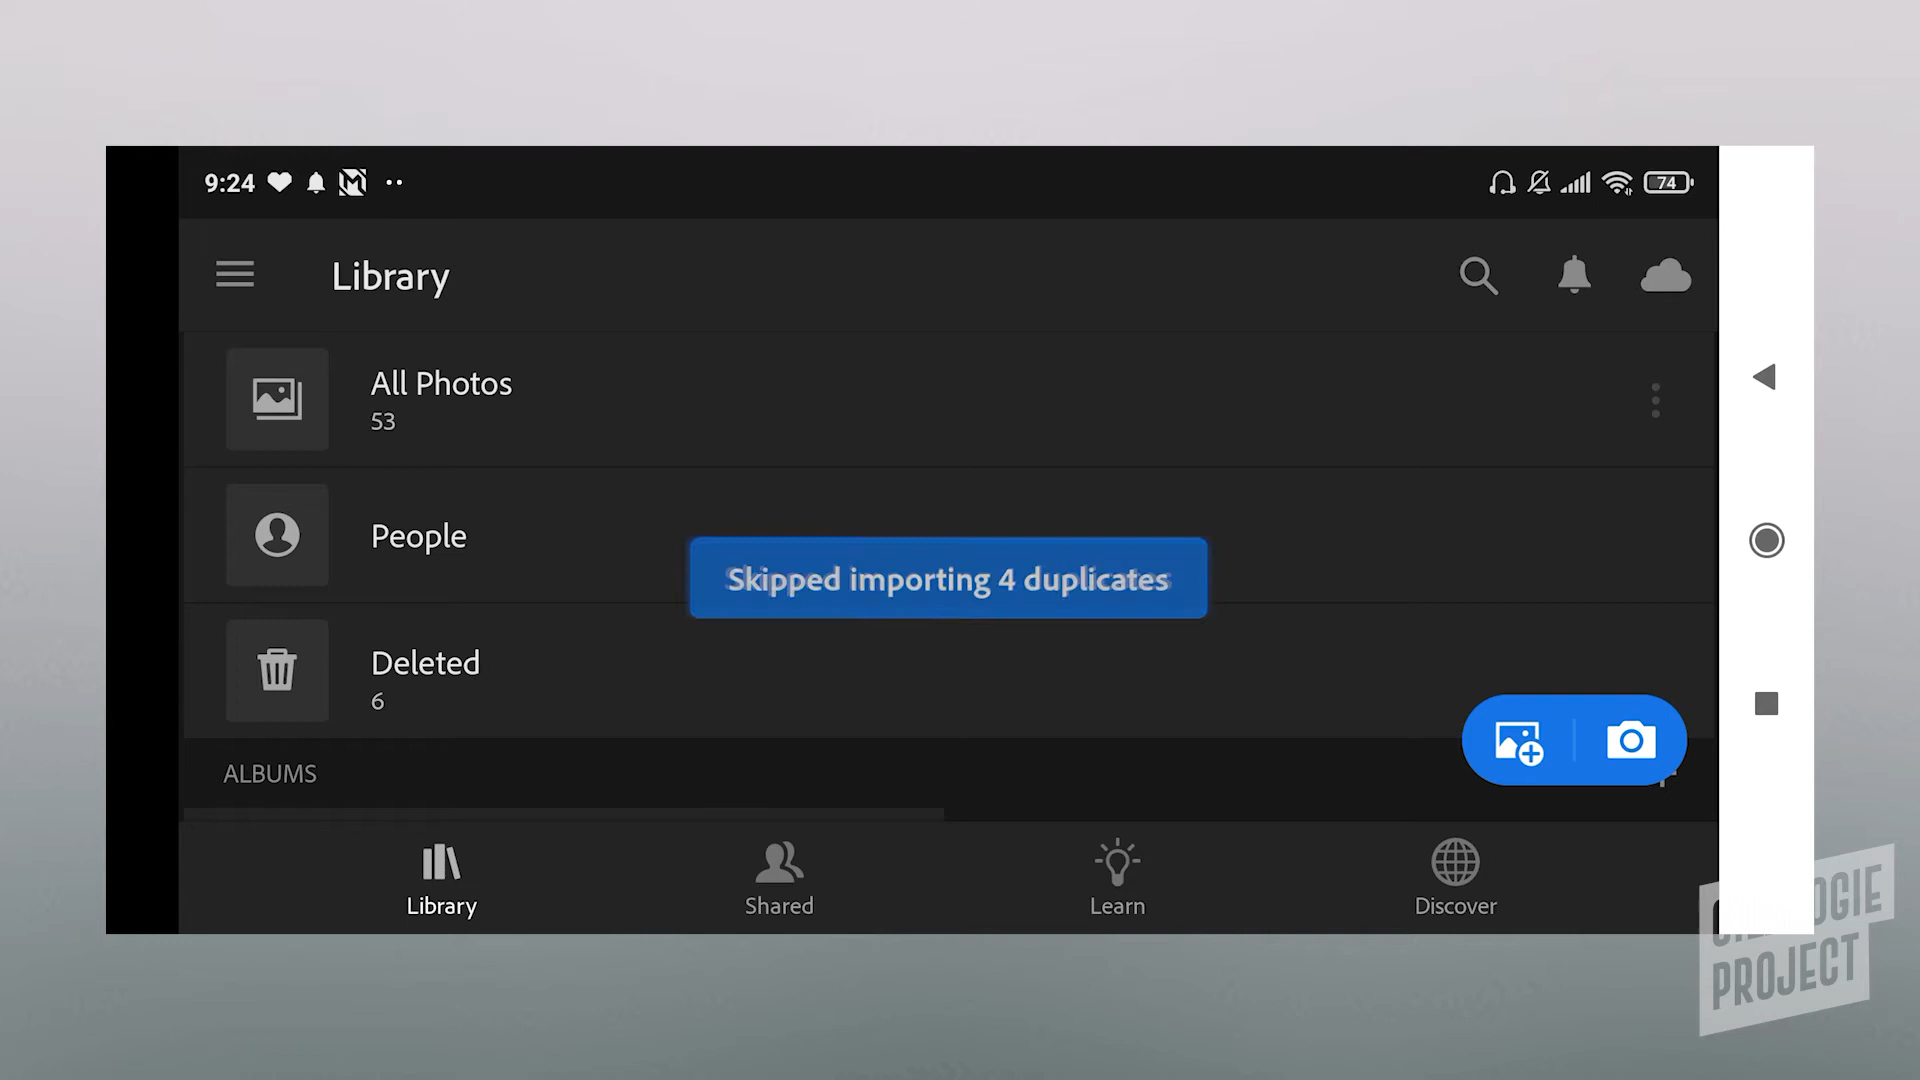 9:24
74
Library
All Photos
53
People
Skipped importing 4 duplicates
Deleted
6
ALBUMS
Library
Shared
Learn
Discover
PROJECT